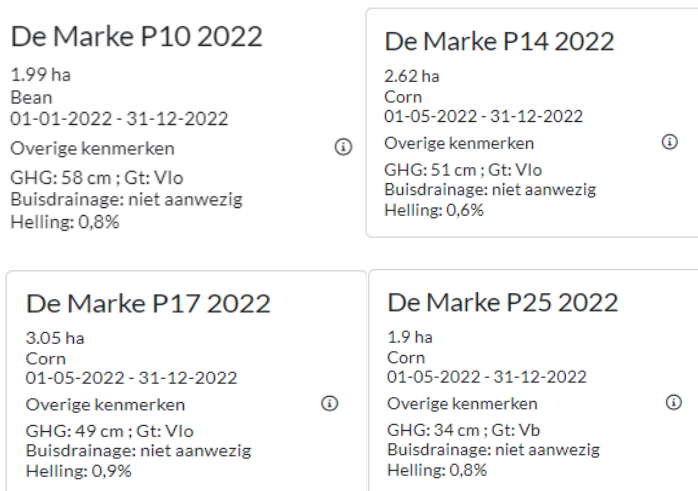 De Marke P10 2022
1.99 ha
Bean
01-01-2022 - 31-12-2022
Overige kenmerken
GHG: 58 cm ; Gt: VIo
Buisdrainage: niet aanwezig
Helling: 0,8%
De Marke P14 2022
2.62 ha
Corn
01-05-2022 - 31-12-2022
Overige kenmerken
GHG: 51 cm ; Gt: VIo
Buisdrainage: niet aanwezig
Helling: 0,6%
De Marke P17 2022
3.05 ha
Corn
01-05-2022 - 31-12-2022
Overige kenmerken
GHG: 49 cm ; Gt: VIo
Buisdrainage: niet aanwezig
Helling: 0,9%
De Marke P25 2022
1.9 ha
Corn
01-05-2022 - 31-12-2022
Overige kenmerken
GHG: 34 cm ; Gt: Vb
Buisdrainage: niet aanwezig
Helling: 0,8%